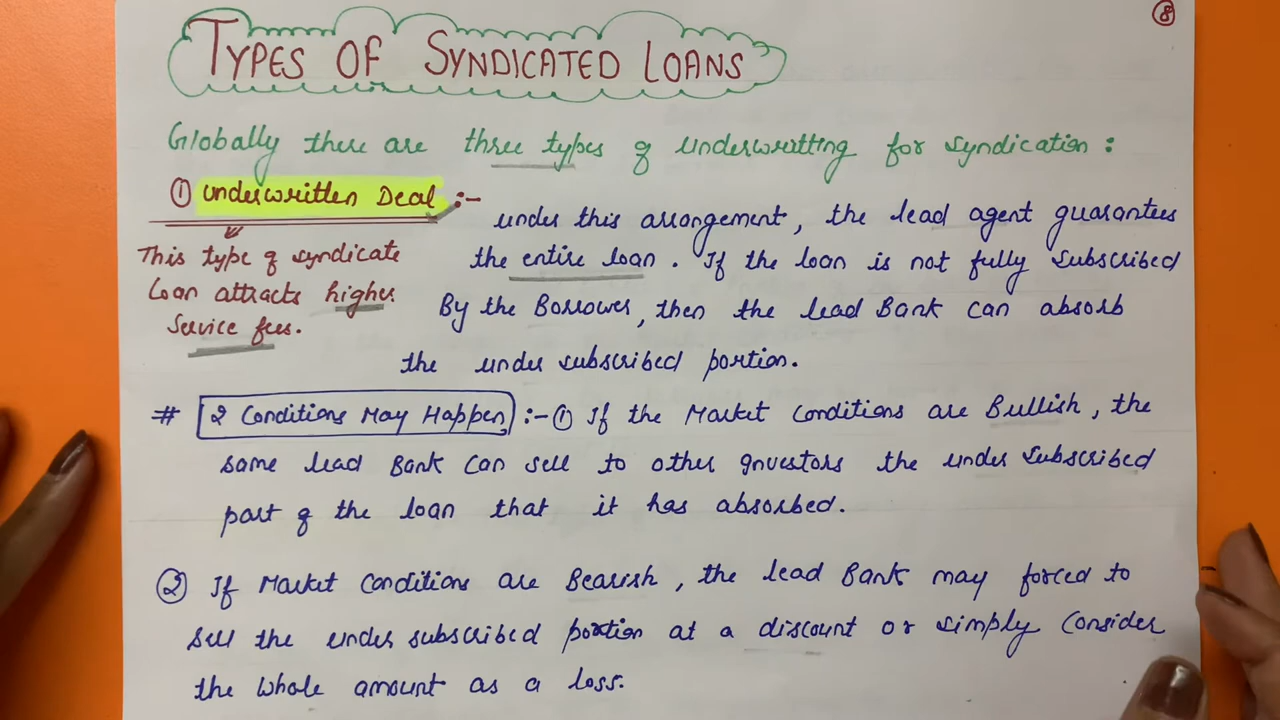 8
TYPES OF SYNDICATED LOANS
Globally there are three types of underwritting for syndication :
① Underwritten Deal :-
under this arrangement, the lead agent guarantees
the entire loan. If the loan is not fully subscribed
By the Borrower, then the lead Bank can absorb
the under subscribed portion.
This type of syndicate
Loan attracts higher
Service fees.
# 2 Conditions May Happen :- ① If the Market Conditions are Bullish, the
same lead Bank can sell to other investors the under subscribed
part of the loan that it has absorbed.
② If Market Conditions are Bearish, the lead Bank may forced to
sell the under subscribed portion at a discount or simply Consider
the whole amount as a loss.